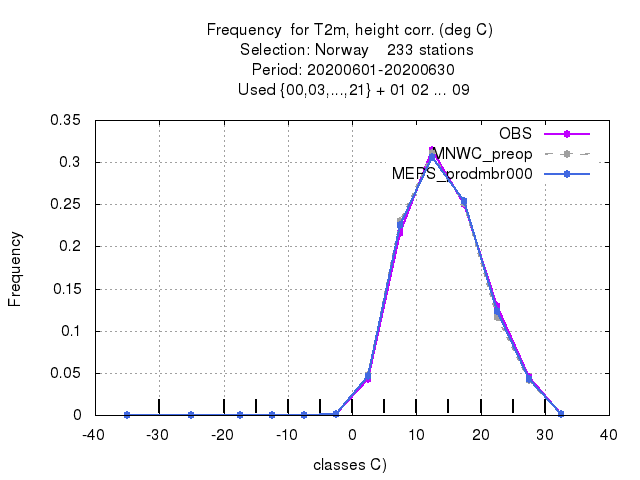 Frequency  for T2m, height corr. (deg C)
Selection: Norway    233 stations
Period: 20200601-20200630
Used {00,03,...,21} + 01 02 ... 09
OBS
MNWC_preop
MEPS_prodmbr000
Frequency
0.35
0.3
0.25
0.2
0.15
0.1
0.05
0
-40 -30 -20 -10 0 10 20 30 40
classes C)